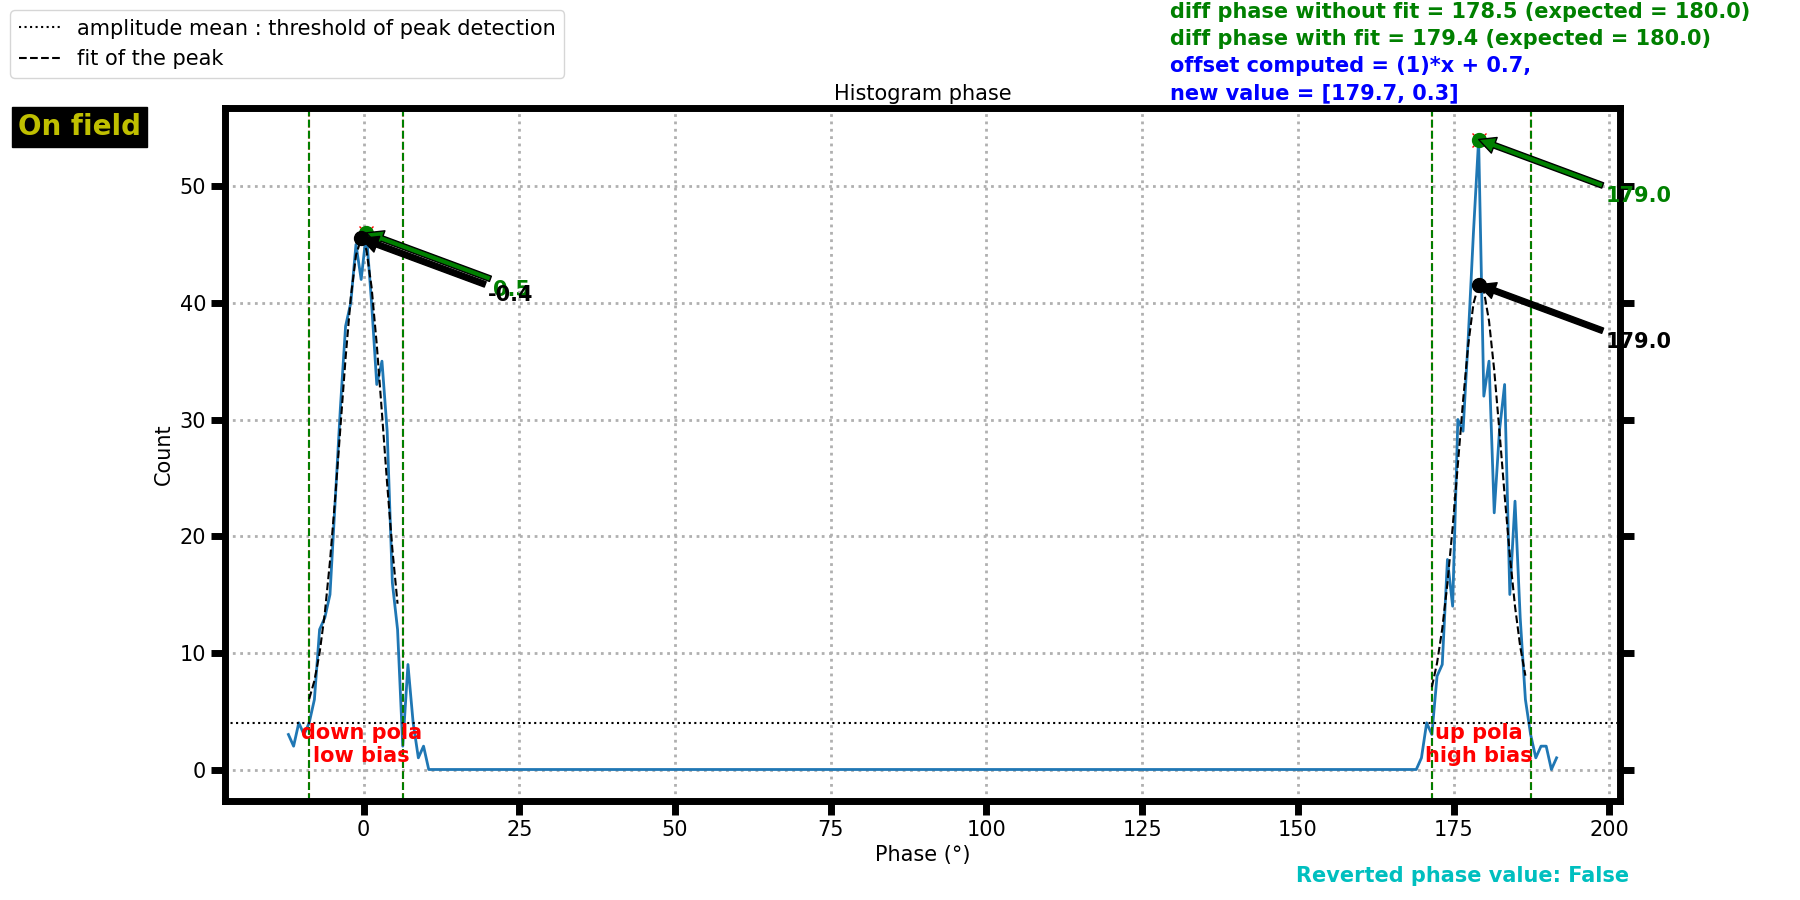 amplitude mean : threshold of peak detection
fit of the peak
diff phase without fit = 178.5 (expected = 180.0)
diff phase with fit = 179.4 (expected = 180.0)
offset computed = (1)*x + 0.7,
new value = [179.7, 0.3]
Histogram phase
On field
179.0
0.5
-0.4
179.0
50
40
30
20
10
0
Count
down pola
low bias
up pola
high bias
0 25 50 75 100 125 150 175 200
Phase (°)
Reverted phase value: False